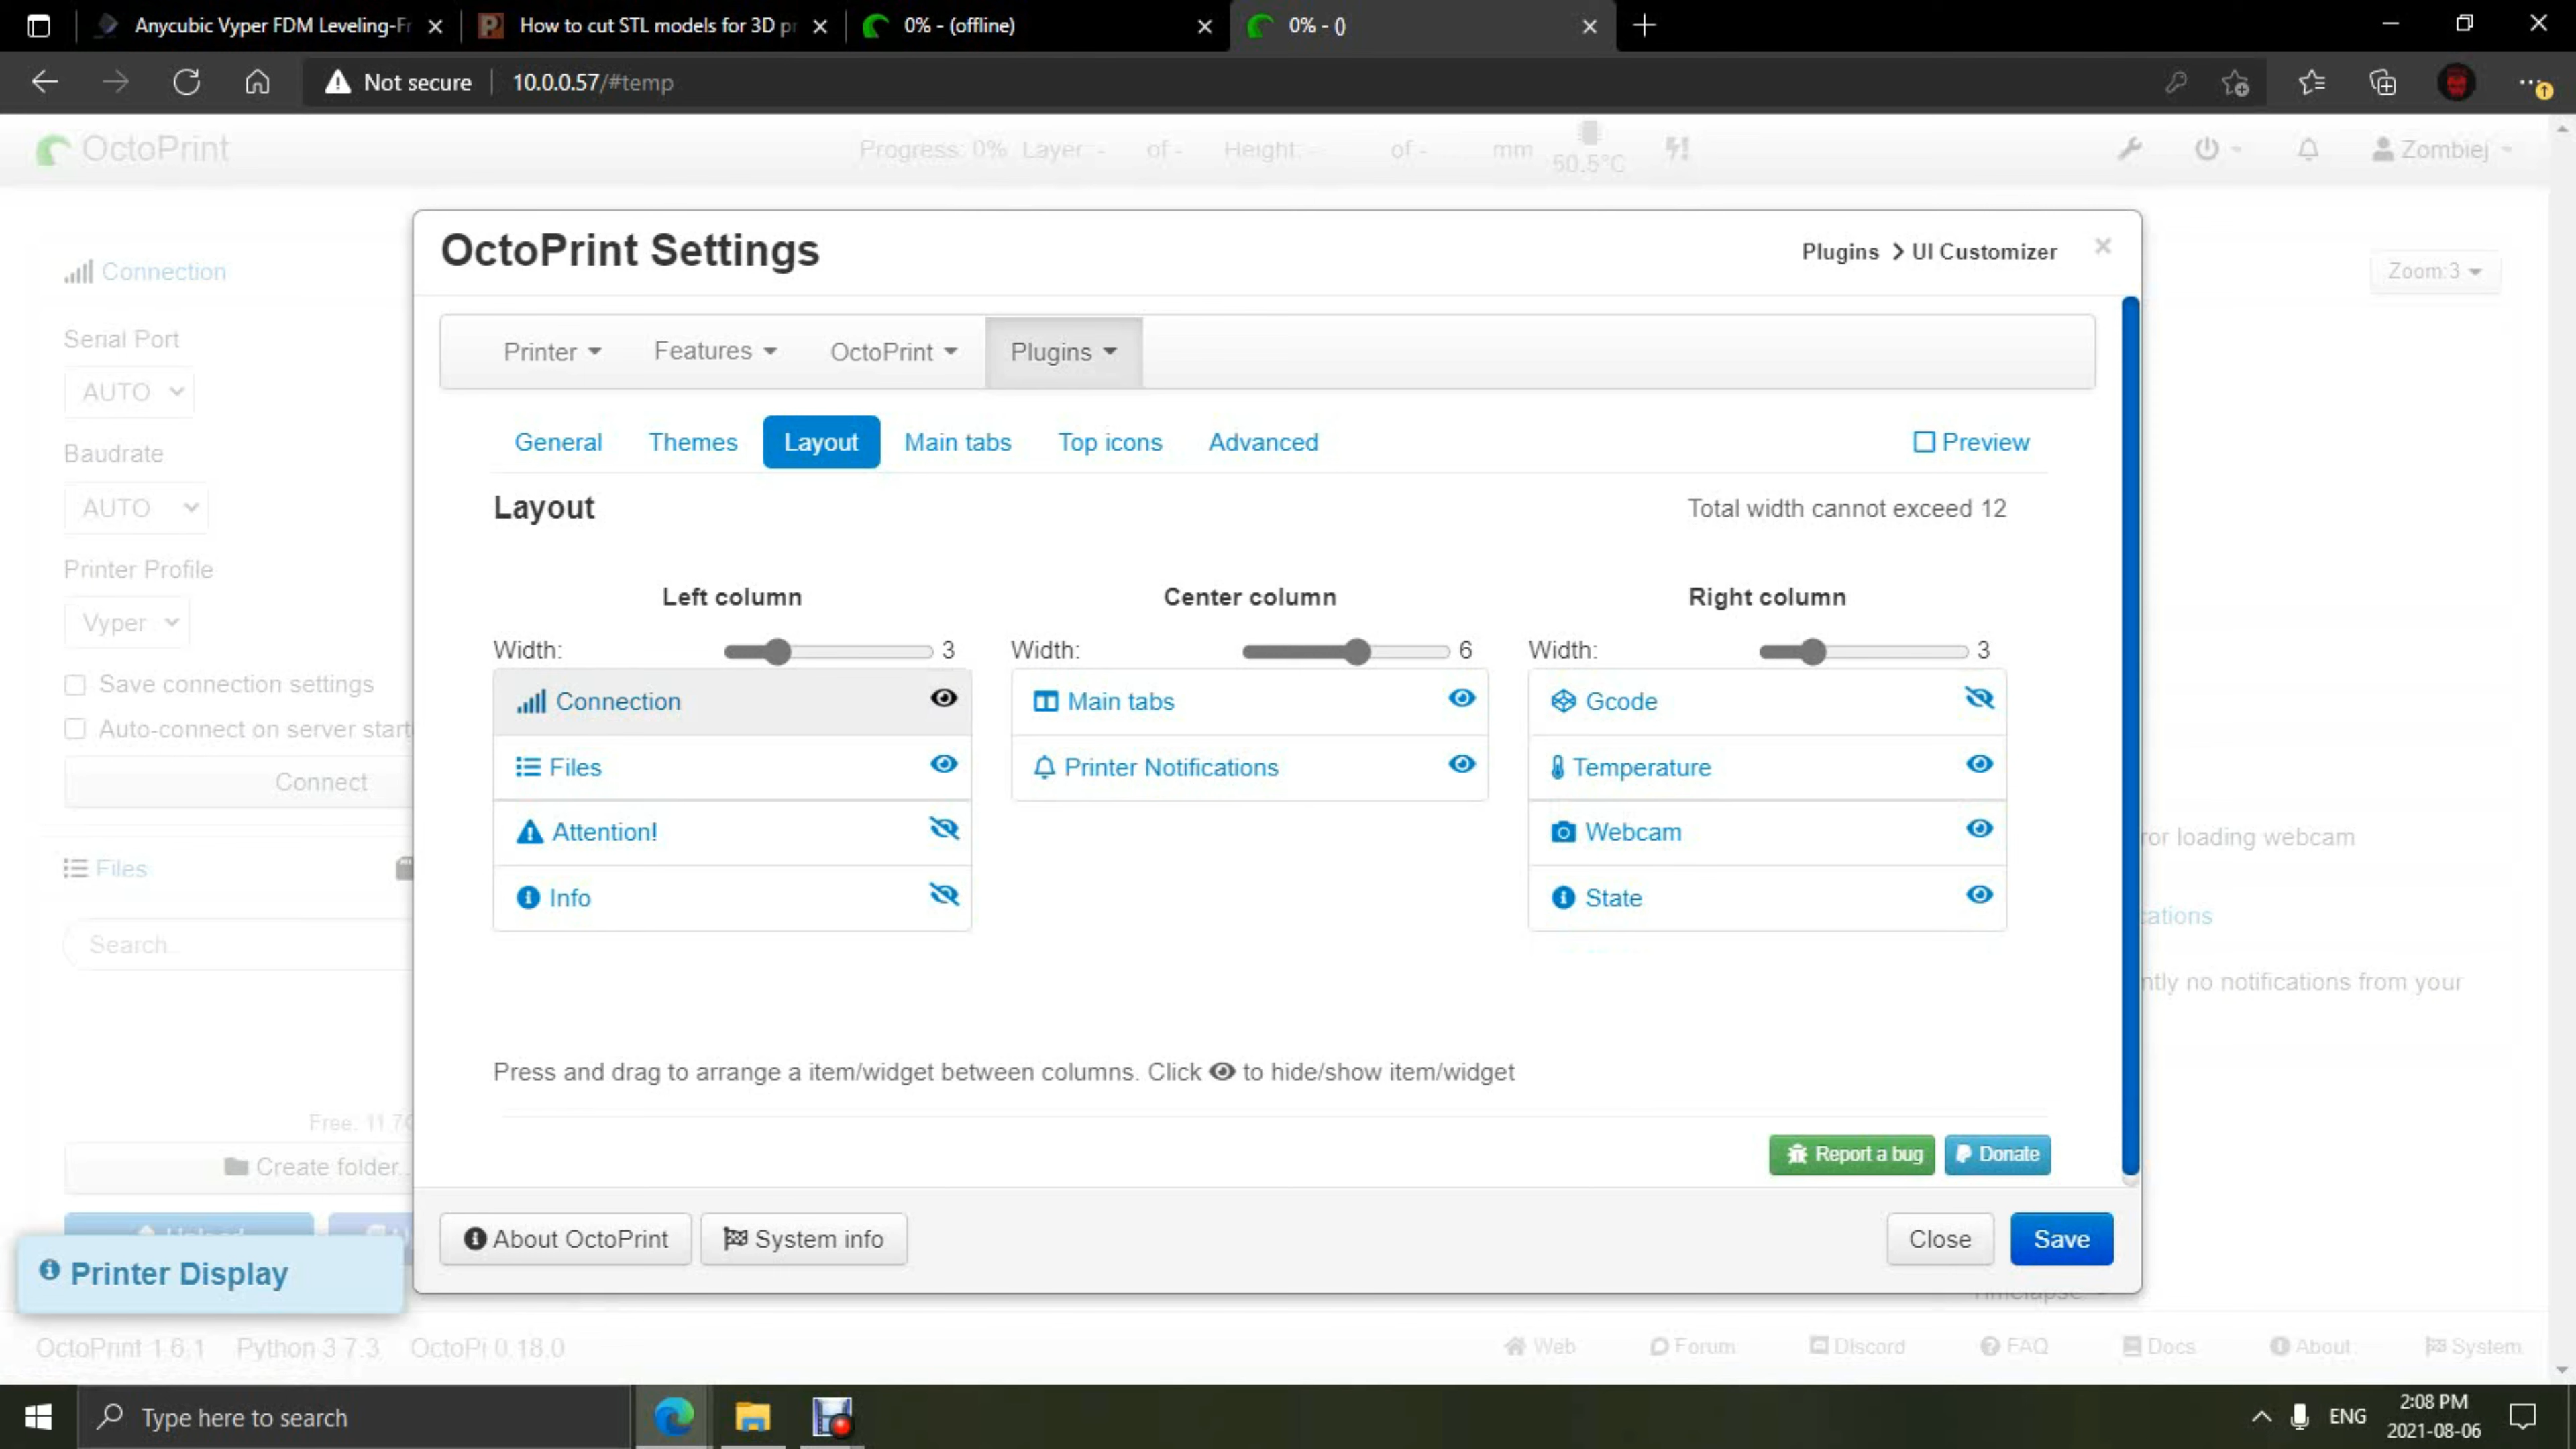 Anycubic Vyper FDM Leveling-Fr
How to cut STL models for 3D pr
0% - (offline)
0% - ()
Not secure
10.0.0.57/#temp
OctoPrint
Progress: 0% Layer: - of - Height: - of - mm
50.5°C
Zombiej
OctoPrint Settings
Plugins > UI Customizer
Connection
Zoom:3
Serial Port
AUTO
Baudrate
AUTO
Printer Profile
Vyper
Save connection settings
Auto-connect on server start
Connect
Files
Search..
Free: 11.7G
Create folder...
Upload
Printer Features OctoPrint Plugins
General Themes Layout Main tabs Top icons Advanced
Preview
Layout
Total width cannot exceed 12
Left column
Width: 3
Connection
Files
Attention!
Info
Center column
Width: 6
Main tabs
Printer Notifications
Right column
Width: 3
Gcode
Temperature
Webcam
State
Press and drag to arrange a item/widget between columns. Click to hide/show item/widget
Report a bug
Donate
About OctoPrint
System info
Close
Save
or loading webcam
cations
ntly no notifications from your
Timelapse
Printer Display
OctoPrint 1.6.1 Python 3.7.3 OctoPi 0.18.0
Web Forum Discord FAQ Docs About System
Type here to search
ENG
2:08 PM
2021-08-06